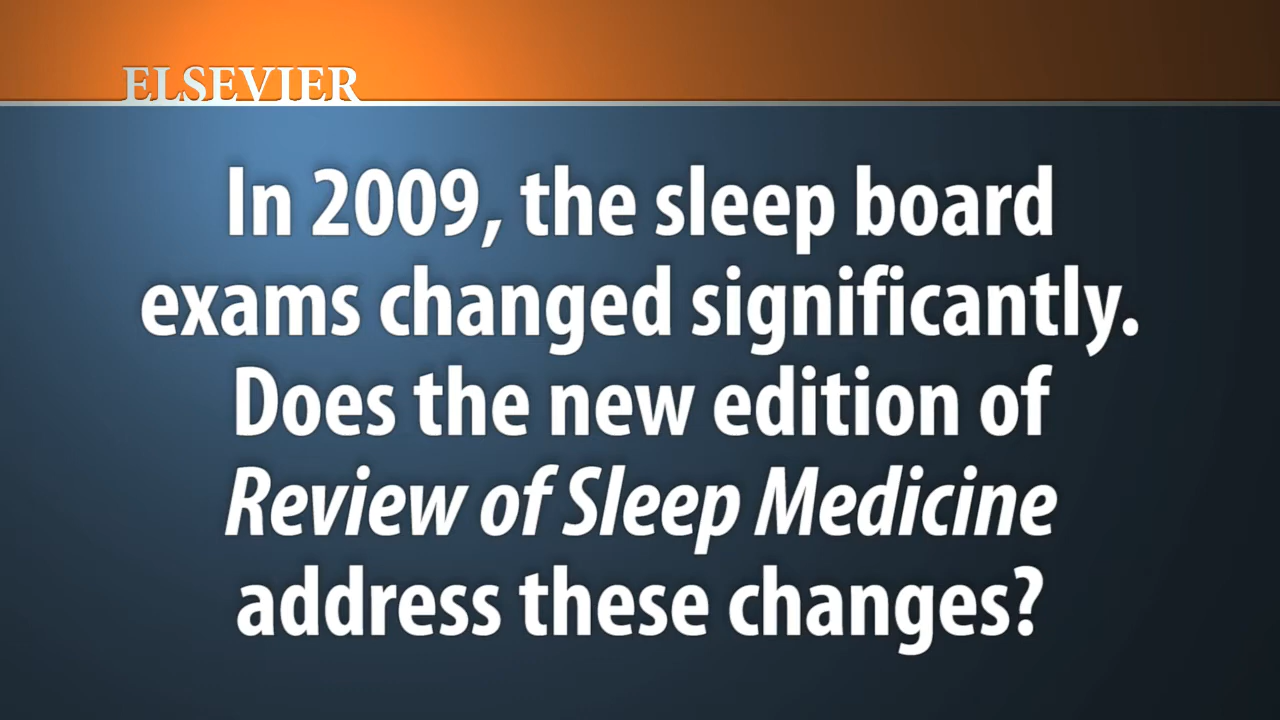 ELSEVIER
In 2009, the sleep board
exams changed significantly.
Does the new edition of
Review of Sleep Medicine
address these changes?